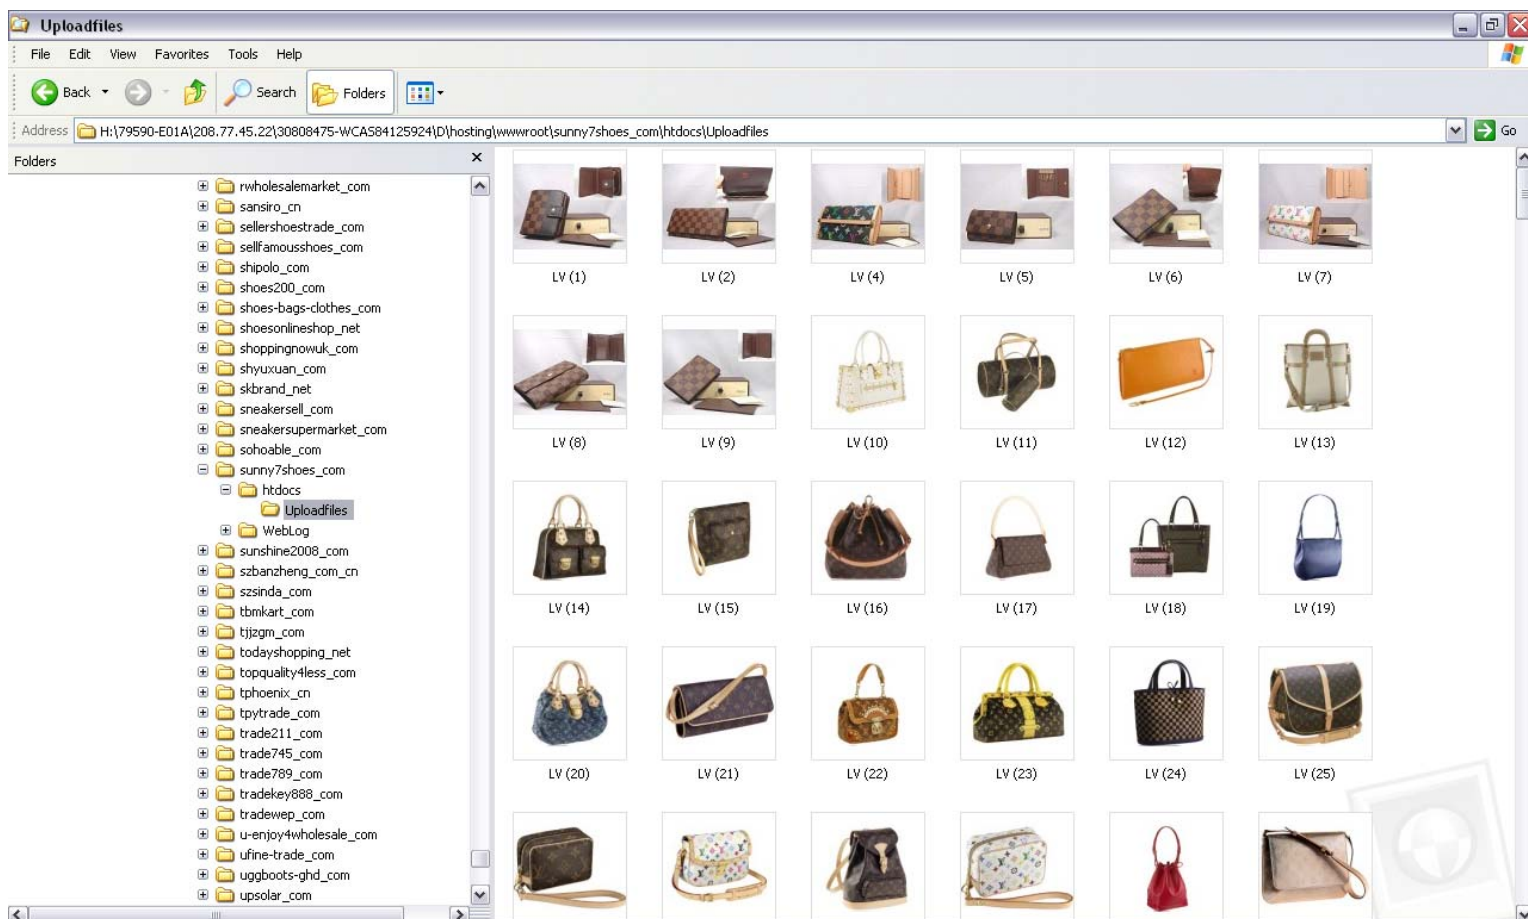 Uploadfiles
File Edit View Favorites Tools Help
Back Search Folders
Address H:\79590-E01A\208.77.45.22\30808475-WCAS84125924\D\hosting\wwwroot\sunny7shoes_com\htdocs\Uploadfiles Go
Folders
rwholesalemarket_com
sansiro_cn
sellershoestrade_com
sellfamousshoes_com
shipolo_com
shoes200_com
shoes-bags-clothes_com
shoesonlineshop_net
shoppingnowuk_com
shyuxuan_com
skbrand_net
sneakersell_com
sneakersupermarket_com
sohoable_com
sunny7shoes_com
htdocs
Uploadfiles
WebLog
sunshine2008_com
szbanzheng_com_cn
szsinda_com
tbmkart_com
tjjzgm_com
todayshopping_net
topquality4less_com
tphoenix_cn
tpytrade_com
trade211_com
trade745_com
trade789_com
tradekey888_com
tradewep_com
u-enjoy4wholesale_com
ufine-trade_com
uggboots-ghd_com
upsolar_com
LV (1) LV (2) LV (4) LV (5) LV (6) LV (7)
LV (8) LV (9) LV (10) LV (11) LV (12) LV (13)
LV (14) LV (15) LV (16) LV (17) LV (18) LV (19)
LV (20) LV (21) LV (22) LV (23) LV (24) LV (25)